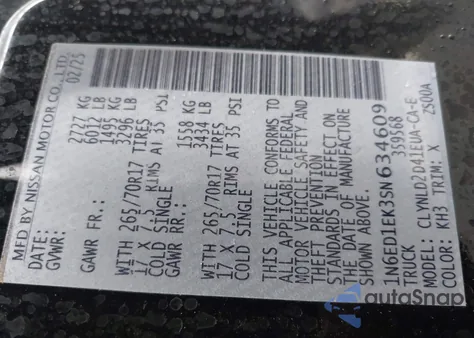 MFD BY NISSAN MOTOR CO., LTD.
DATE: 02/25
GVWR: 2727 KG
6012 LB
GAWR FR.: 1495 KG
3296 LB
WITH 265/70R17 TIRES
17 X 7.5 RIMS AT 35 PSI
COLD SINGLE
GAWR RR.: 1558 KG
3434 LB
WITH 265/70R17 TIRES
17 X 7.5 RIMS AT 35 PSI
COLD SINGLE
THIS VEHICLE CONFORMS TO
ALL APPLICABLE FEDERAL
MOTOR VEHICLE SAFETY AND
THEFT PREVENTION
STANDARDS IN EFFECT ON
THE DATE OF MANUFACTURE
SHOWN ABOVE.
1N6ED1EK3SN634609
TRUCK 359568
MODEL: CLYNLD2D41EUA-CA-E
COLOR: KH3 TRIM: X ZS00A
autoSnap